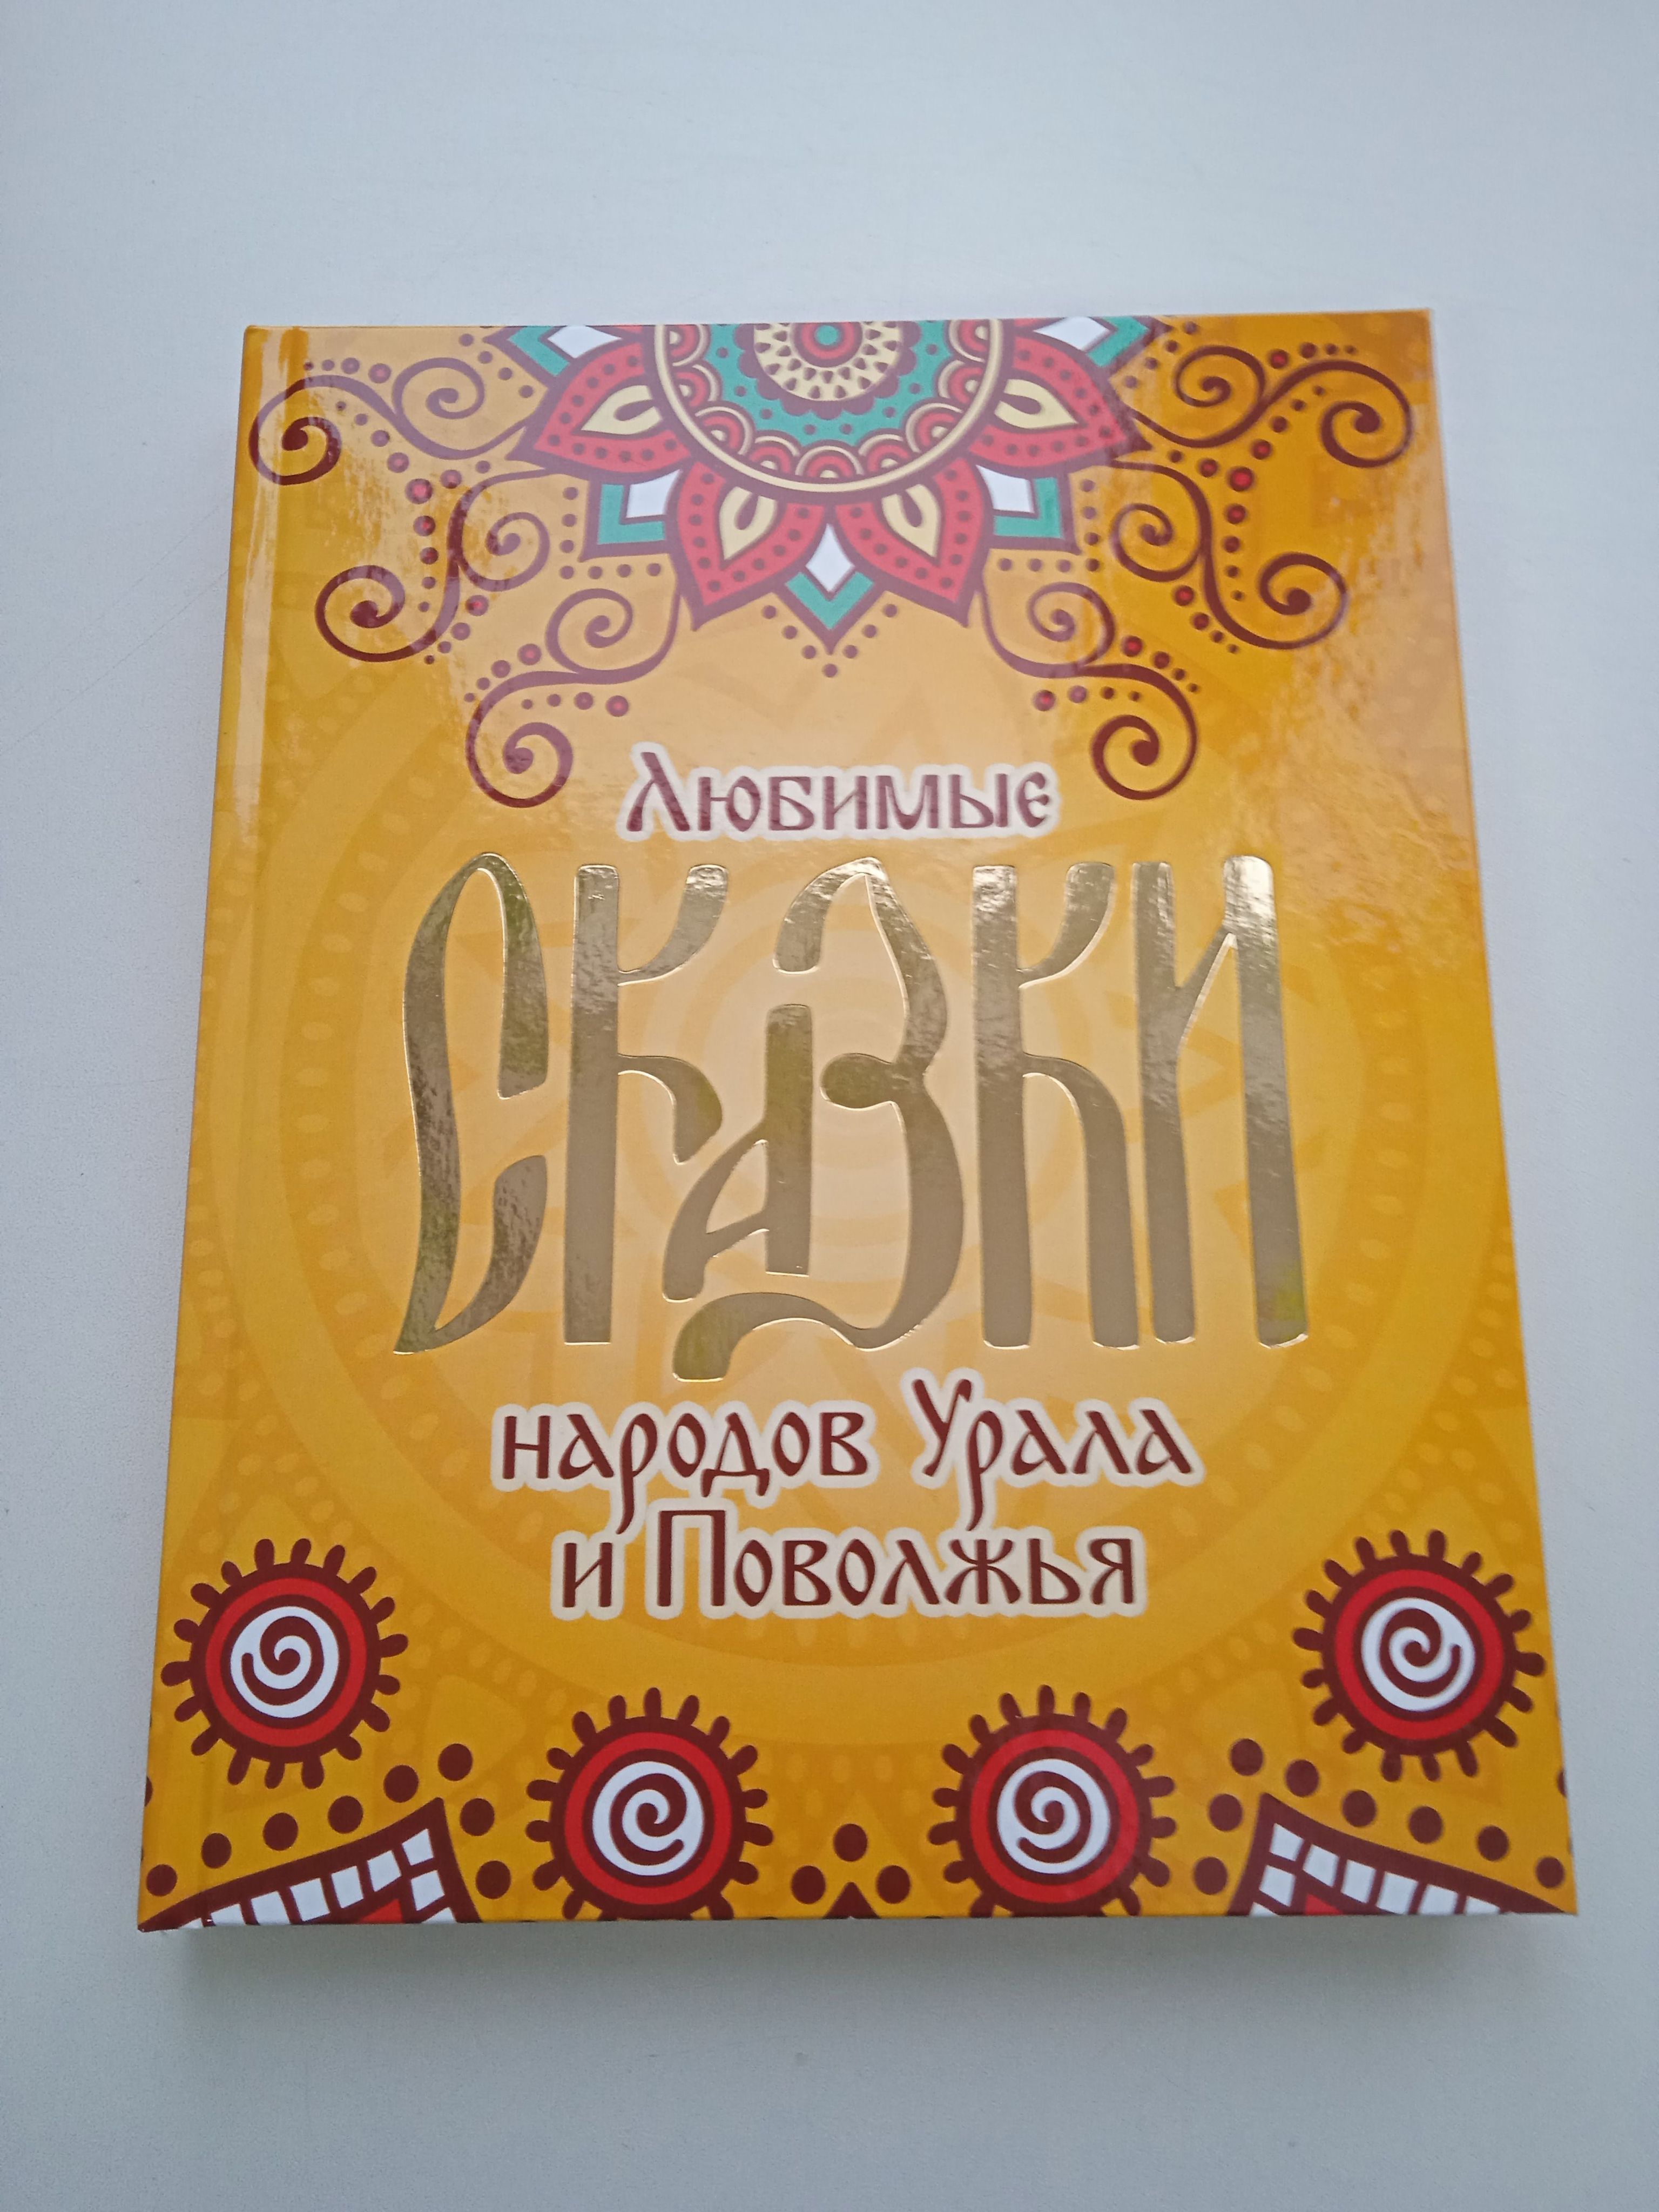 Любимые
СКАЗКИ
народов Урала
и Поволжья